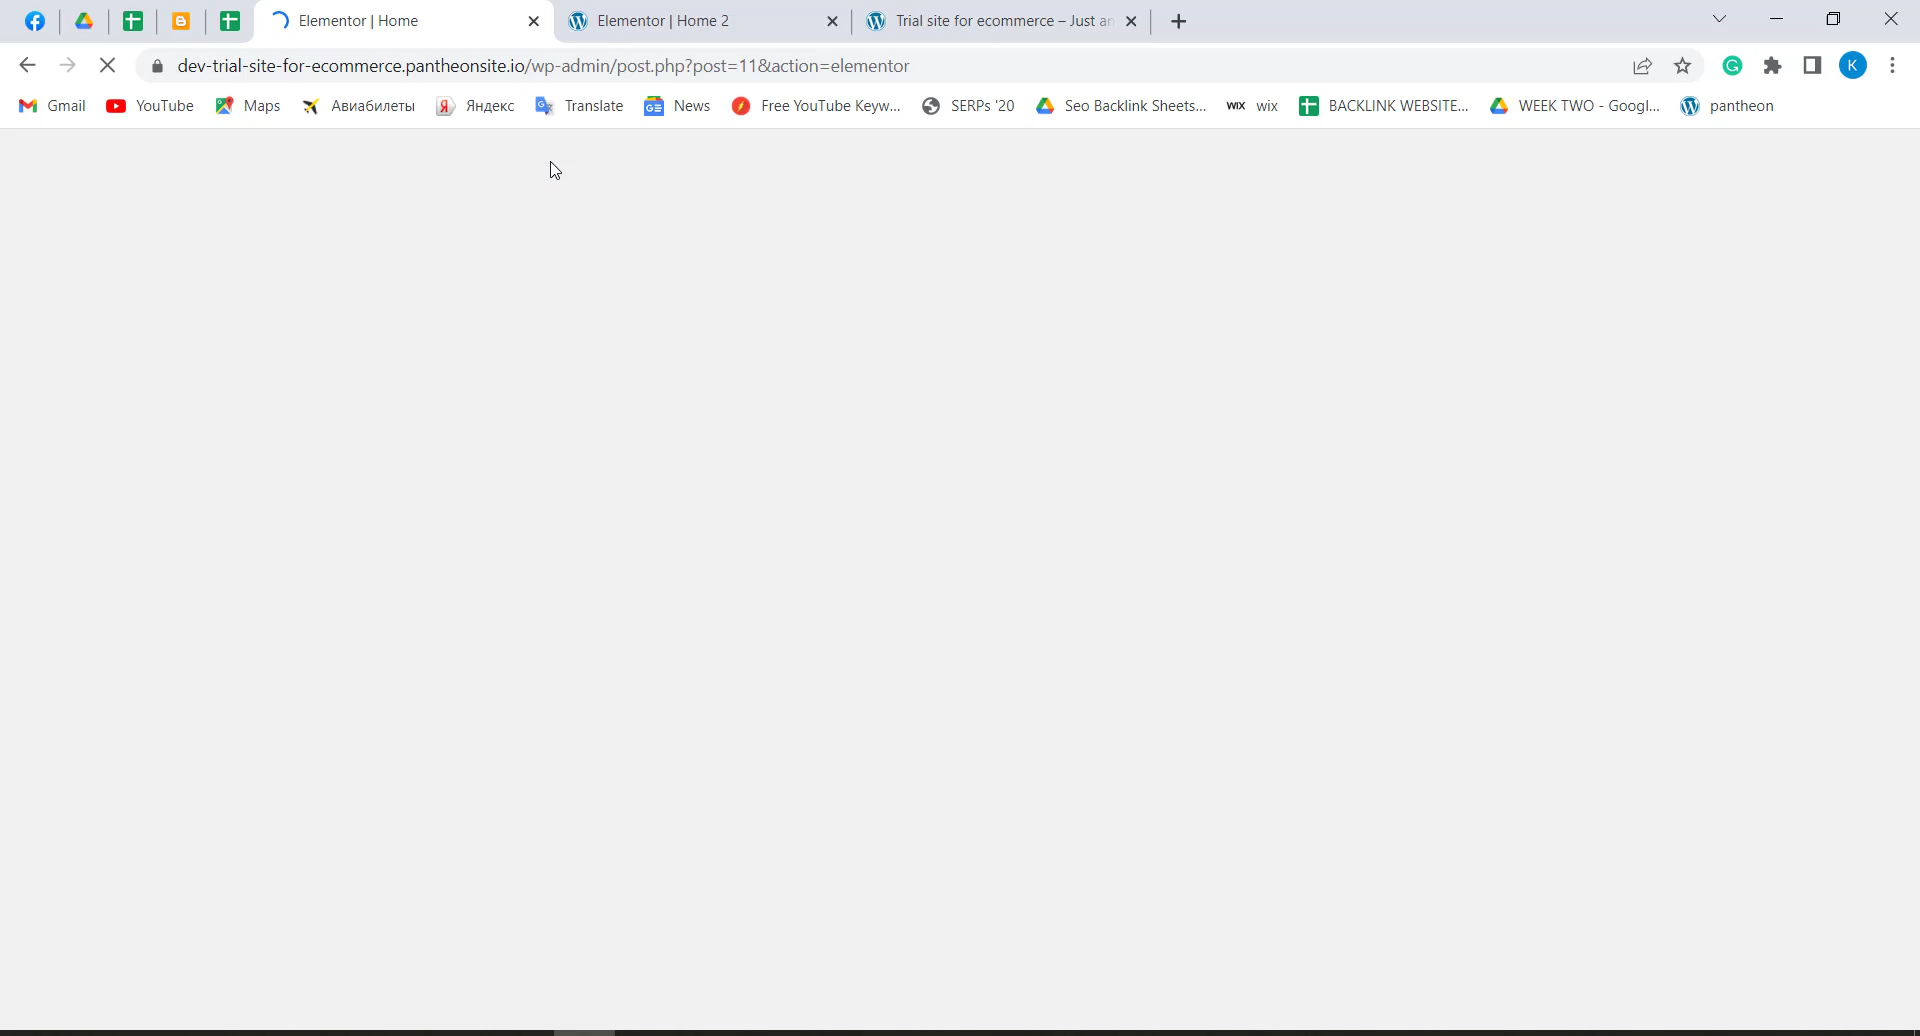 Elementor | Home
Elementor | Home 2
Trial site for ecommerce – Just an
dev-trial-site-for-ecommerce.pantheonsite.io/wp-admin/post.php?post=11&action=elementor
K
Gmail
YouTube
Maps
Авиабилеты
Яндекс
Translate
News
Free YouTube Keyw...
SERPs '20
Seo Backlink Sheets...
WIX wix
BACKLINK WEBSITE...
WEEK TWO - Googl...
pantheon